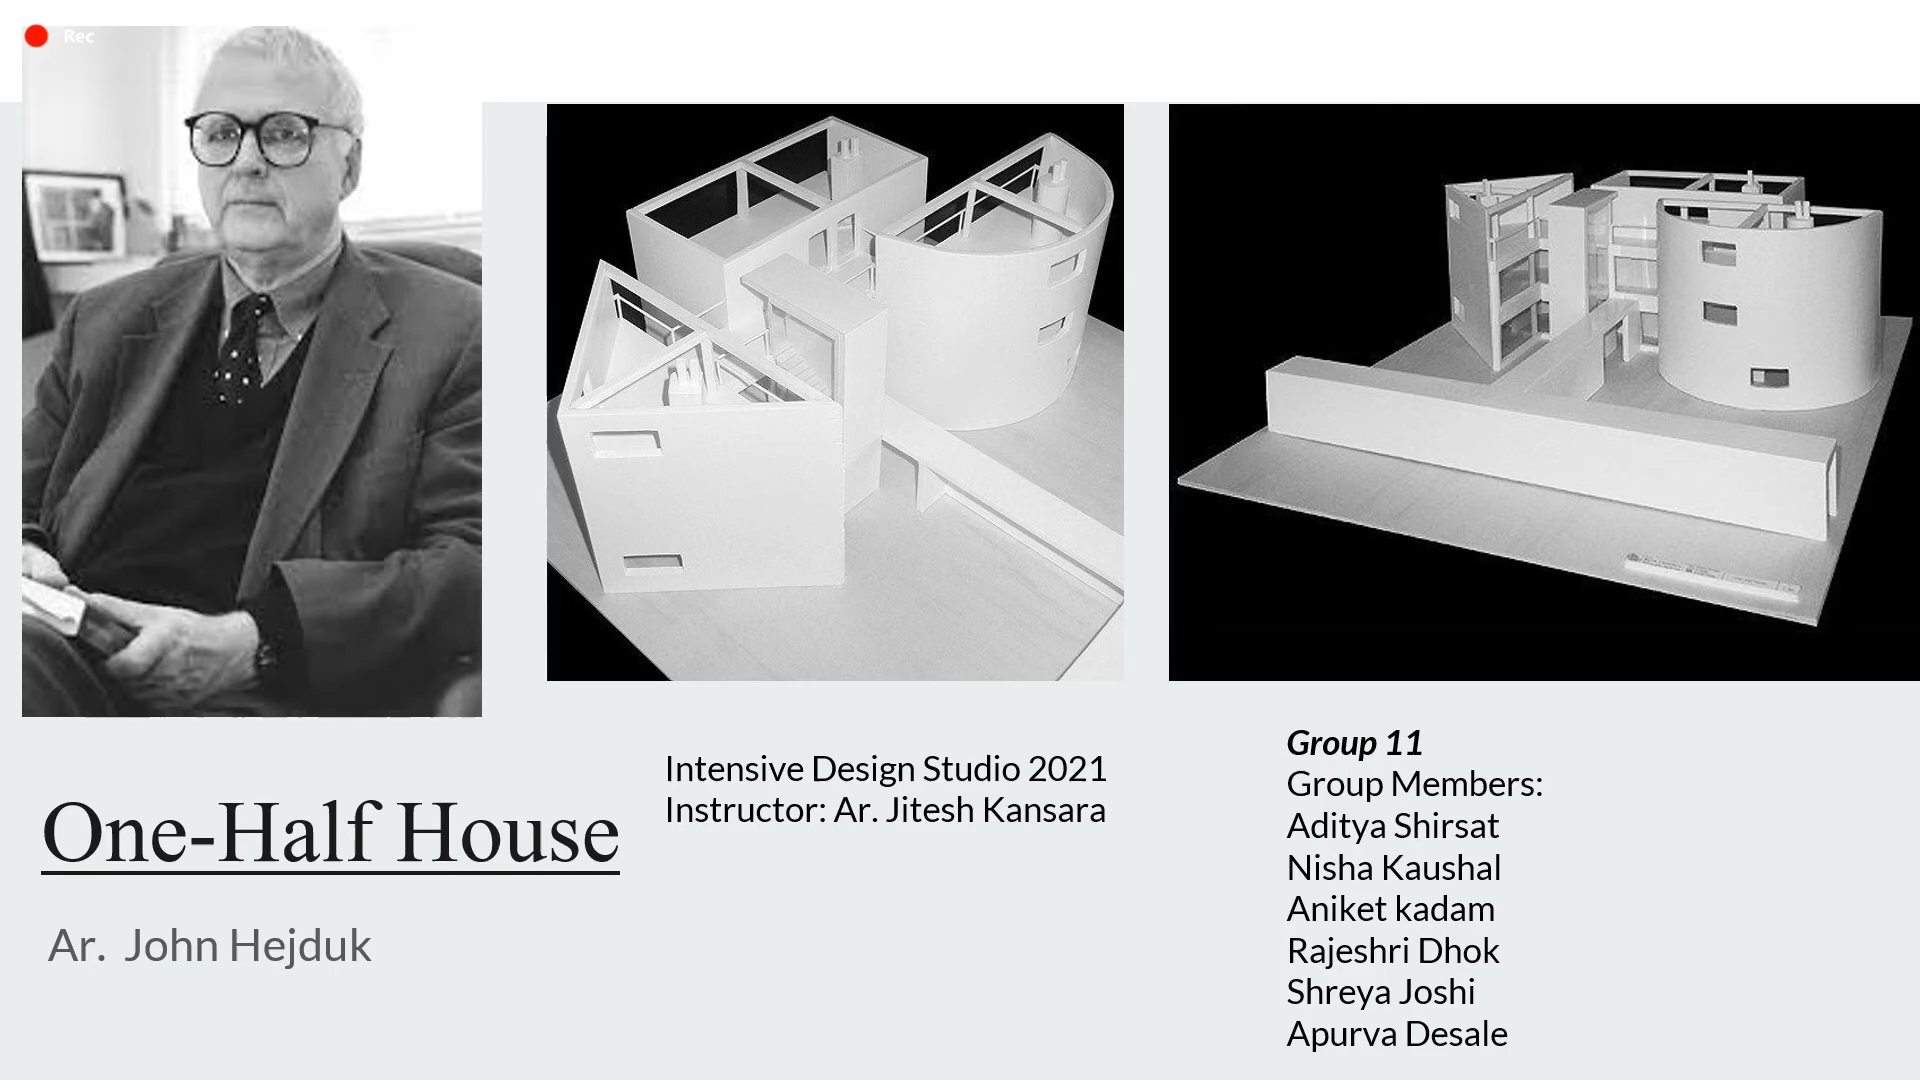 Rec
One-Half House
Ar. John Hejduk
Intensive Design Studio 2021
Instructor: Ar. Jitesh Kansara
Group 11
Group Members:
Aditya Shirsat
Nisha Kaushal
Aniket kadam
Rajeshri Dhok
Shreya Joshi
Apurva Desale